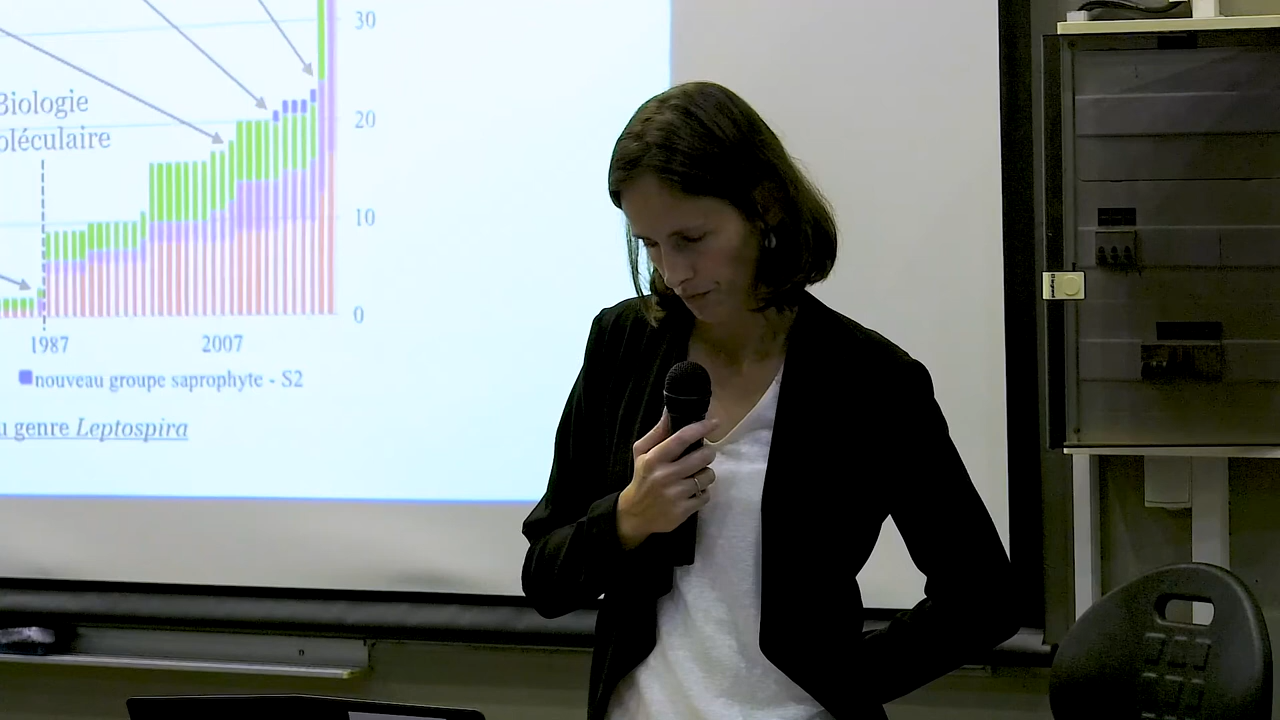 30
Biologie
20
oléculaire
10
0
1987 2007
nouveau groupe saprophyte - S2
u genre Leptospira